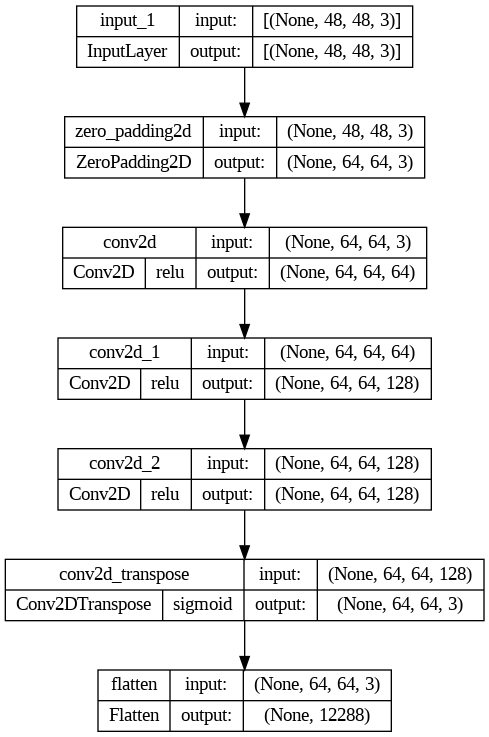 input_1 input: [(None, 48, 48, 3)]
InputLayer output: [(None, 48, 48, 3)]
zero_padding2d input: (None, 48, 48, 3)
ZeroPadding2D output: (None, 64, 64, 3)
conv2d input: (None, 64, 64, 3)
Conv2D relu output: (None, 64, 64, 64)
conv2d_1 input: (None, 64, 64, 64)
Conv2D relu output: (None, 64, 64, 128)
conv2d_2 input: (None, 64, 64, 128)
Conv2D relu output: (None, 64, 64, 128)
conv2d_transpose input: (None, 64, 64, 128)
Conv2DTranspose sigmoid output: (None, 64, 64, 3)
flatten input: (None, 64, 64, 3)
Flatten output: (None, 12288)